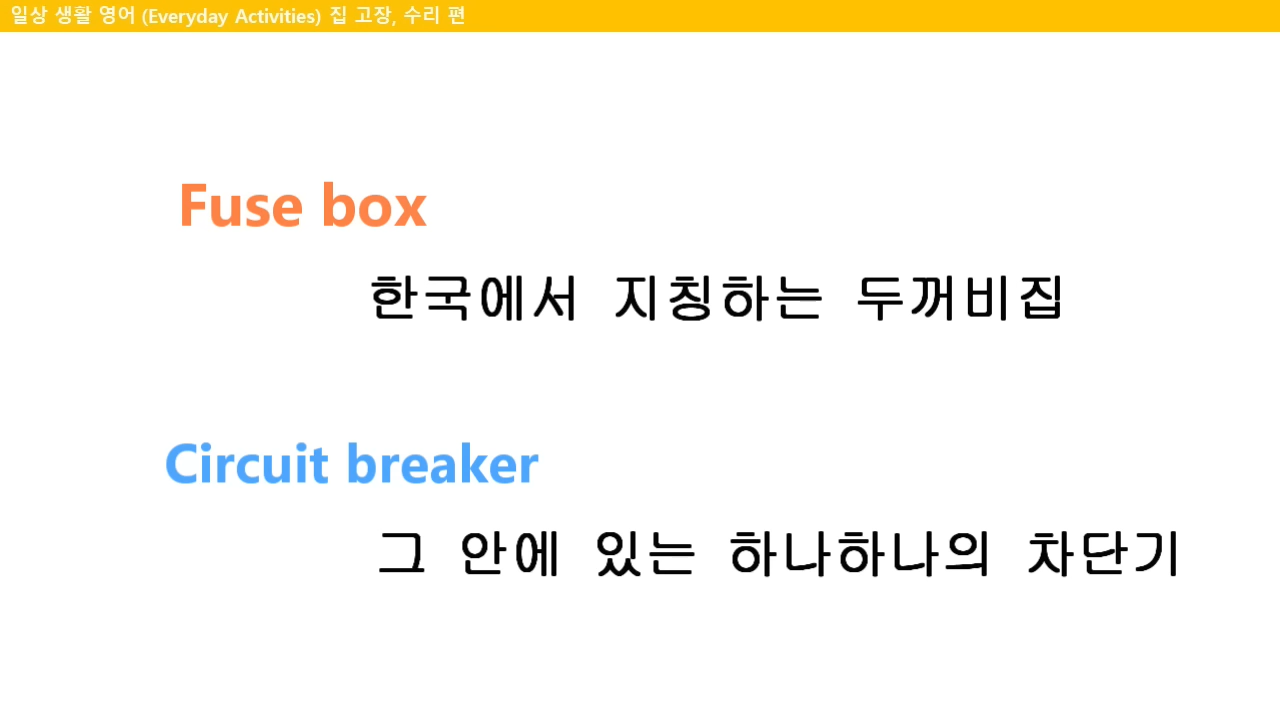 일상 생활 영어 (Everyday Activities) 집 고장, 수리 편
Fuse box
한국에서 지칭하는 두꺼비집
Circuit breaker
그 안에 있는 하나하나의 차단기